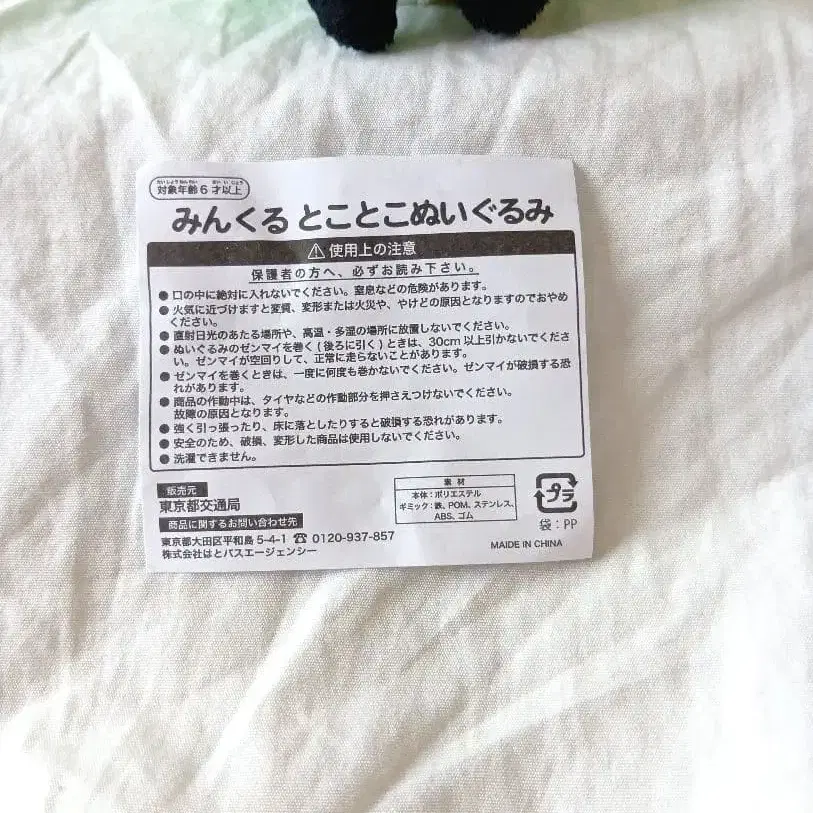 たいしょうねんれい さい いじょう
対象年齢6才以上
みんくる とことこぬいぐるみ
⚠使用上の注意
保護者の方へ、必ずお読み下さい。
●口の中に絶対に入れないでください。窒息などの危険があります。
●火気に近づけますと変質、変形または火災や、やけどの原因となりますのでおやめ
ください。
●直射日光のあたる場所や、高温・多湿の場所に放置しないでください。
●ぬいぐるみのゼンマイを巻く(後ろに引く)ときは、30cm以上引かないでくださ
い。ゼンマイが空回りして、正常に走らないことがあります。
●ゼンマイを巻くときは、一度に何度も巻かないでください。ゼンマイが破損する恐
れがあります。
●商品の作動中は、タイヤなどの作動部分を押さえつけないでください。
故障の原因となります。
●強く引っ張ったり、床に落としたりすると破損する恐れがあります。
●安全のため、破損、変形した商品は使用しないでください。
●洗濯できません。
販売元
東京都交通局
商品に関するお問い合わせ先
東京都大田区平和島5-4-1 ☎0120-937-857
株式会社はとバスエージェンシー
素材
本体:ポリエステル
ギミック:鉄、POM、ステンレス、
ABS、ゴム
プラ
袋:PP
MAIDE IN CHINA